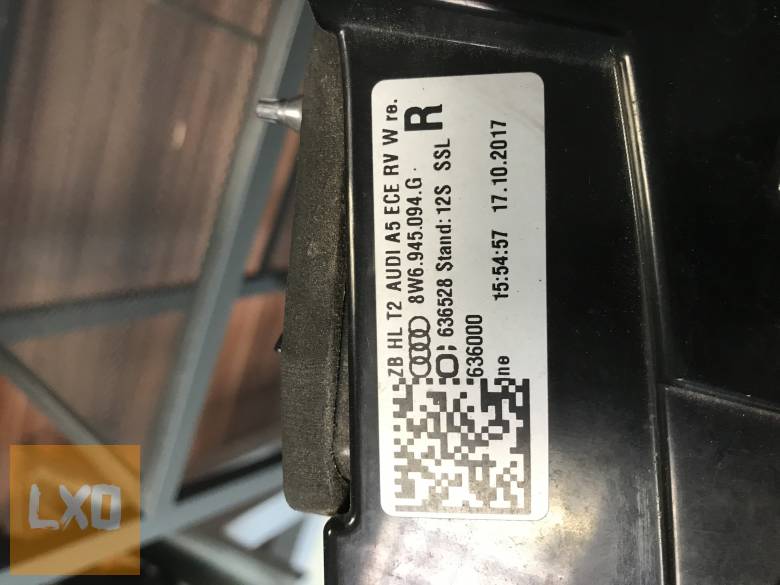 ZB HL T2 AUDI A5 ECE RV W re.
8W6.945.094.G
636528 Stand: 12S SSL
R
636000
15:54:57 17.10.2017
LXO